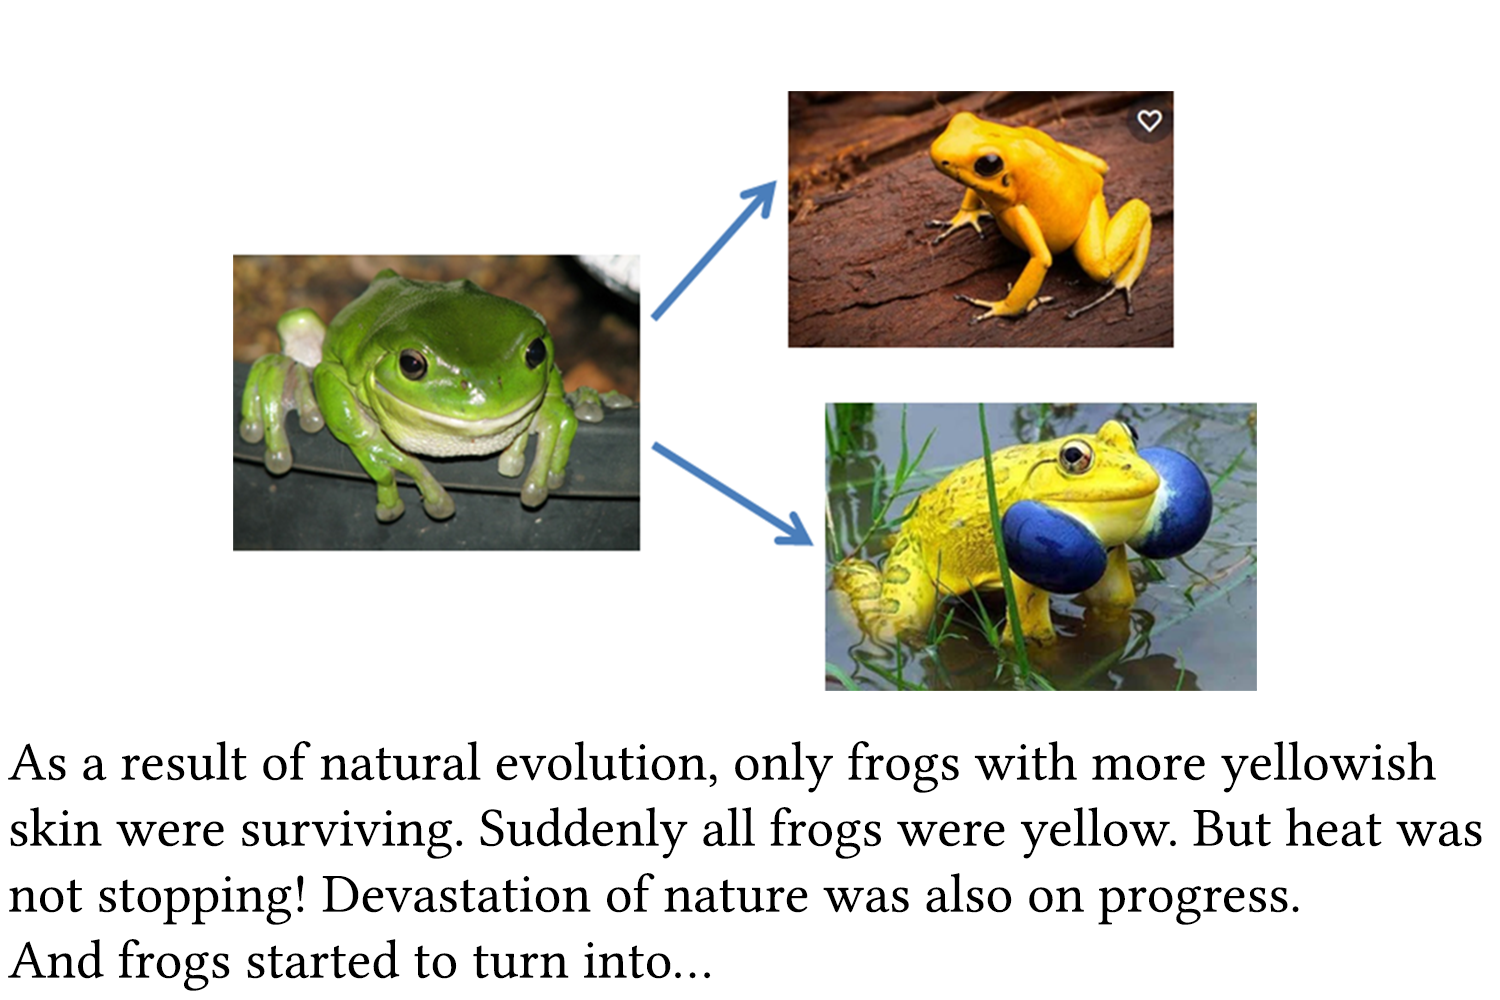 As a result of natural evolution, only frogs with more yellowish
skin were surviving. Suddenly all frogs were yellow. But heat was
not stopping! Devastation of nature was also on progress.
And frogs started to turn into…